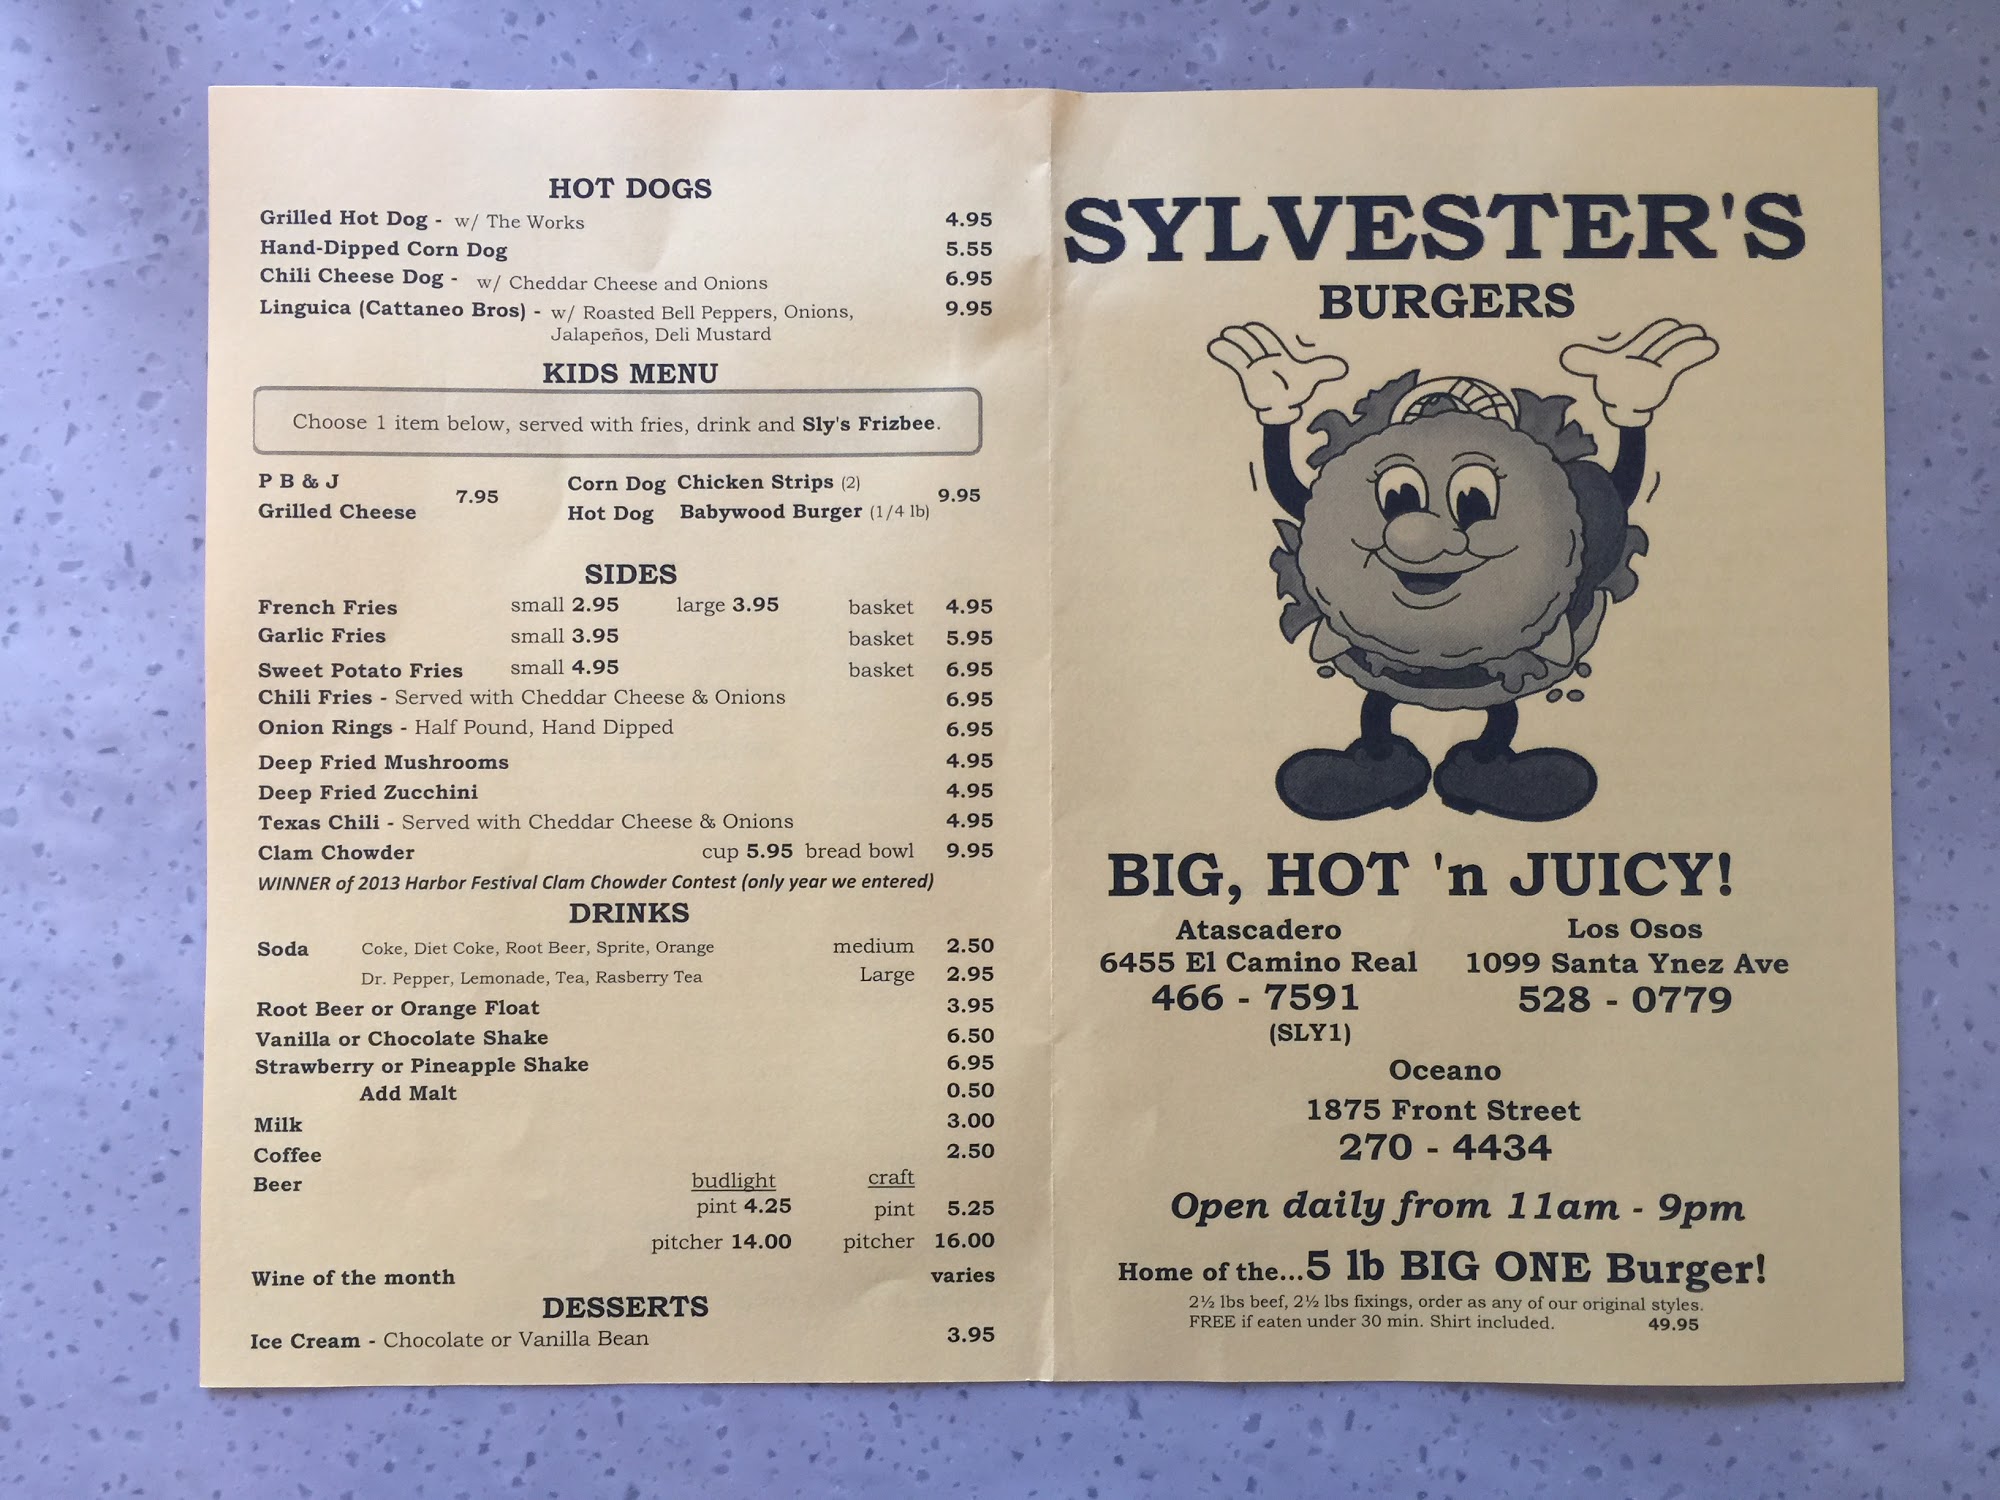 HOT DOGS
Grilled Hot Dog - w/ The Works 4.95
Hand-Dipped Corn Dog 5.55
Chili Cheese Dog - w/ Cheddar Cheese and Onions 6.95
Linguica (Cattaneo Bros) - w/ Roasted Bell Peppers, Onions, 9.95
Jalapeños, Deli Mustard
KIDS MENU
Choose 1 item below, served with fries, drink and Sly's Frizbee.
P B & J
Grilled Cheese
7.95
Corn Dog Chicken Strips (2)
Hot Dog Babywood Burger (1/4 lb)
9.95
SIDES
French Fries small 2.95 large 3.95 basket 4.95
Garlic Fries small 3.95 basket 5.95
Sweet Potato Fries small 4.95 basket 6.95
Chili Fries - Served with Cheddar Cheese & Onions 6.95
Onion Rings - Half Pound, Hand Dipped 6.95
Deep Fried Mushrooms 4.95
Deep Fried Zucchini 4.95
Texas Chili - Served with Cheddar Cheese & Onions 4.95
Clam Chowder cup 5.95 bread bowl 9.95
WINNER of 2013 Harbor Festival Clam Chowder Contest (only year we entered)
DRINKS
Soda Coke, Diet Coke, Root Beer, Sprite, Orange medium 2.50
Dr. Pepper, Lemonade, Tea, Rasberry Tea Large 2.95
Root Beer or Orange Float 3.95
Vanilla or Chocolate Shake 6.50
Strawberry or Pineapple Shake 6.95
Add Malt 0.50
Milk 3.00
Coffee 2.50
Beer budlight craft
pint 4.25 pint 5.25
pitcher 14.00 pitcher 16.00
Wine of the month varies
DESSERTS
Ice Cream - Chocolate or Vanilla Bean 3.95
SYLVESTER'S
BURGERS
BIG, HOT 'n JUICY!
Atascadero
6455 El Camino Real
466 - 7591
(SLY1)
Los Osos
1099 Santa Ynez Ave
528 - 0779
Oceano
1875 Front Street
270 - 4434
Open daily from 11am - 9pm
Home of the...5 lb BIG ONE Burger!
2½ lbs beef, 2½ lbs fixings, order as any of our original styles.
FREE if eaten under 30 min. Shirt included. 49.95